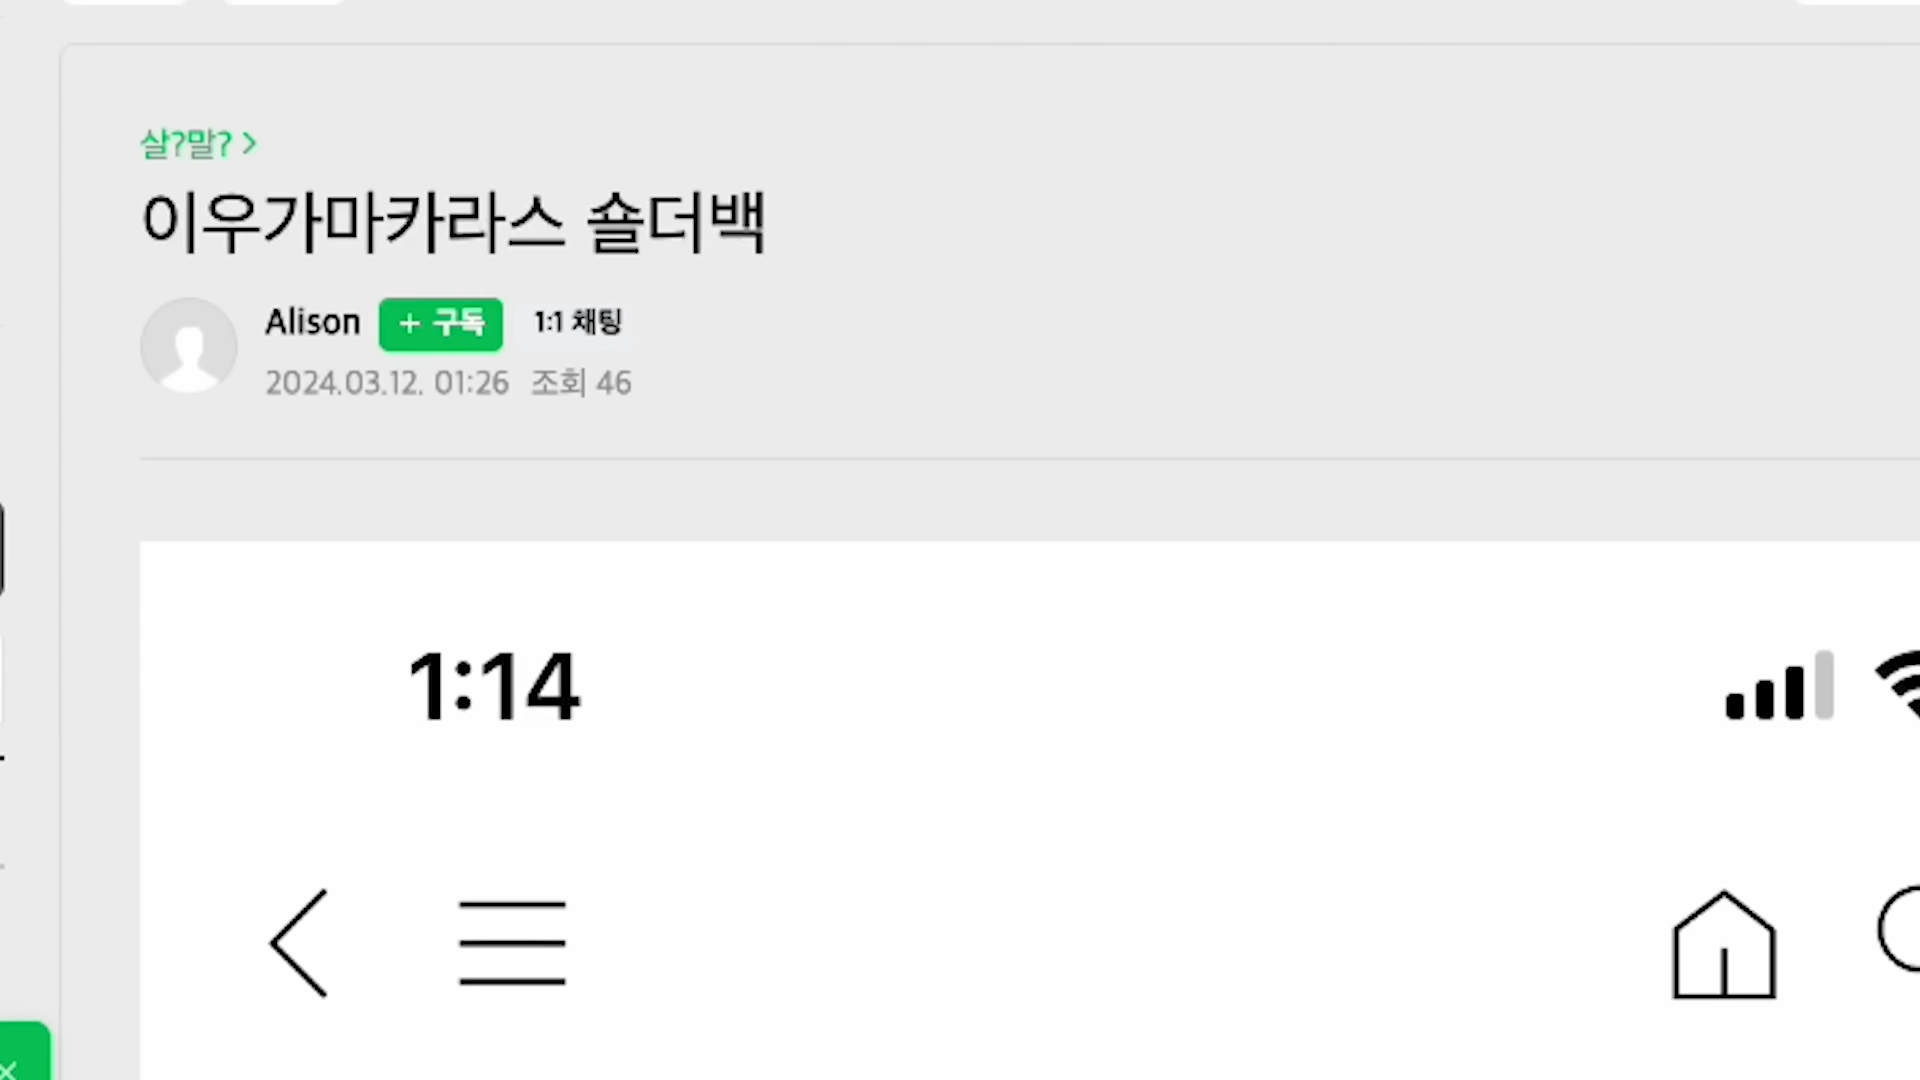 살?말? >
이우가마카라스 숄더백
Alison + 구독 1:1 채팅
2024.03.12. 01:26 조회 46
1:14